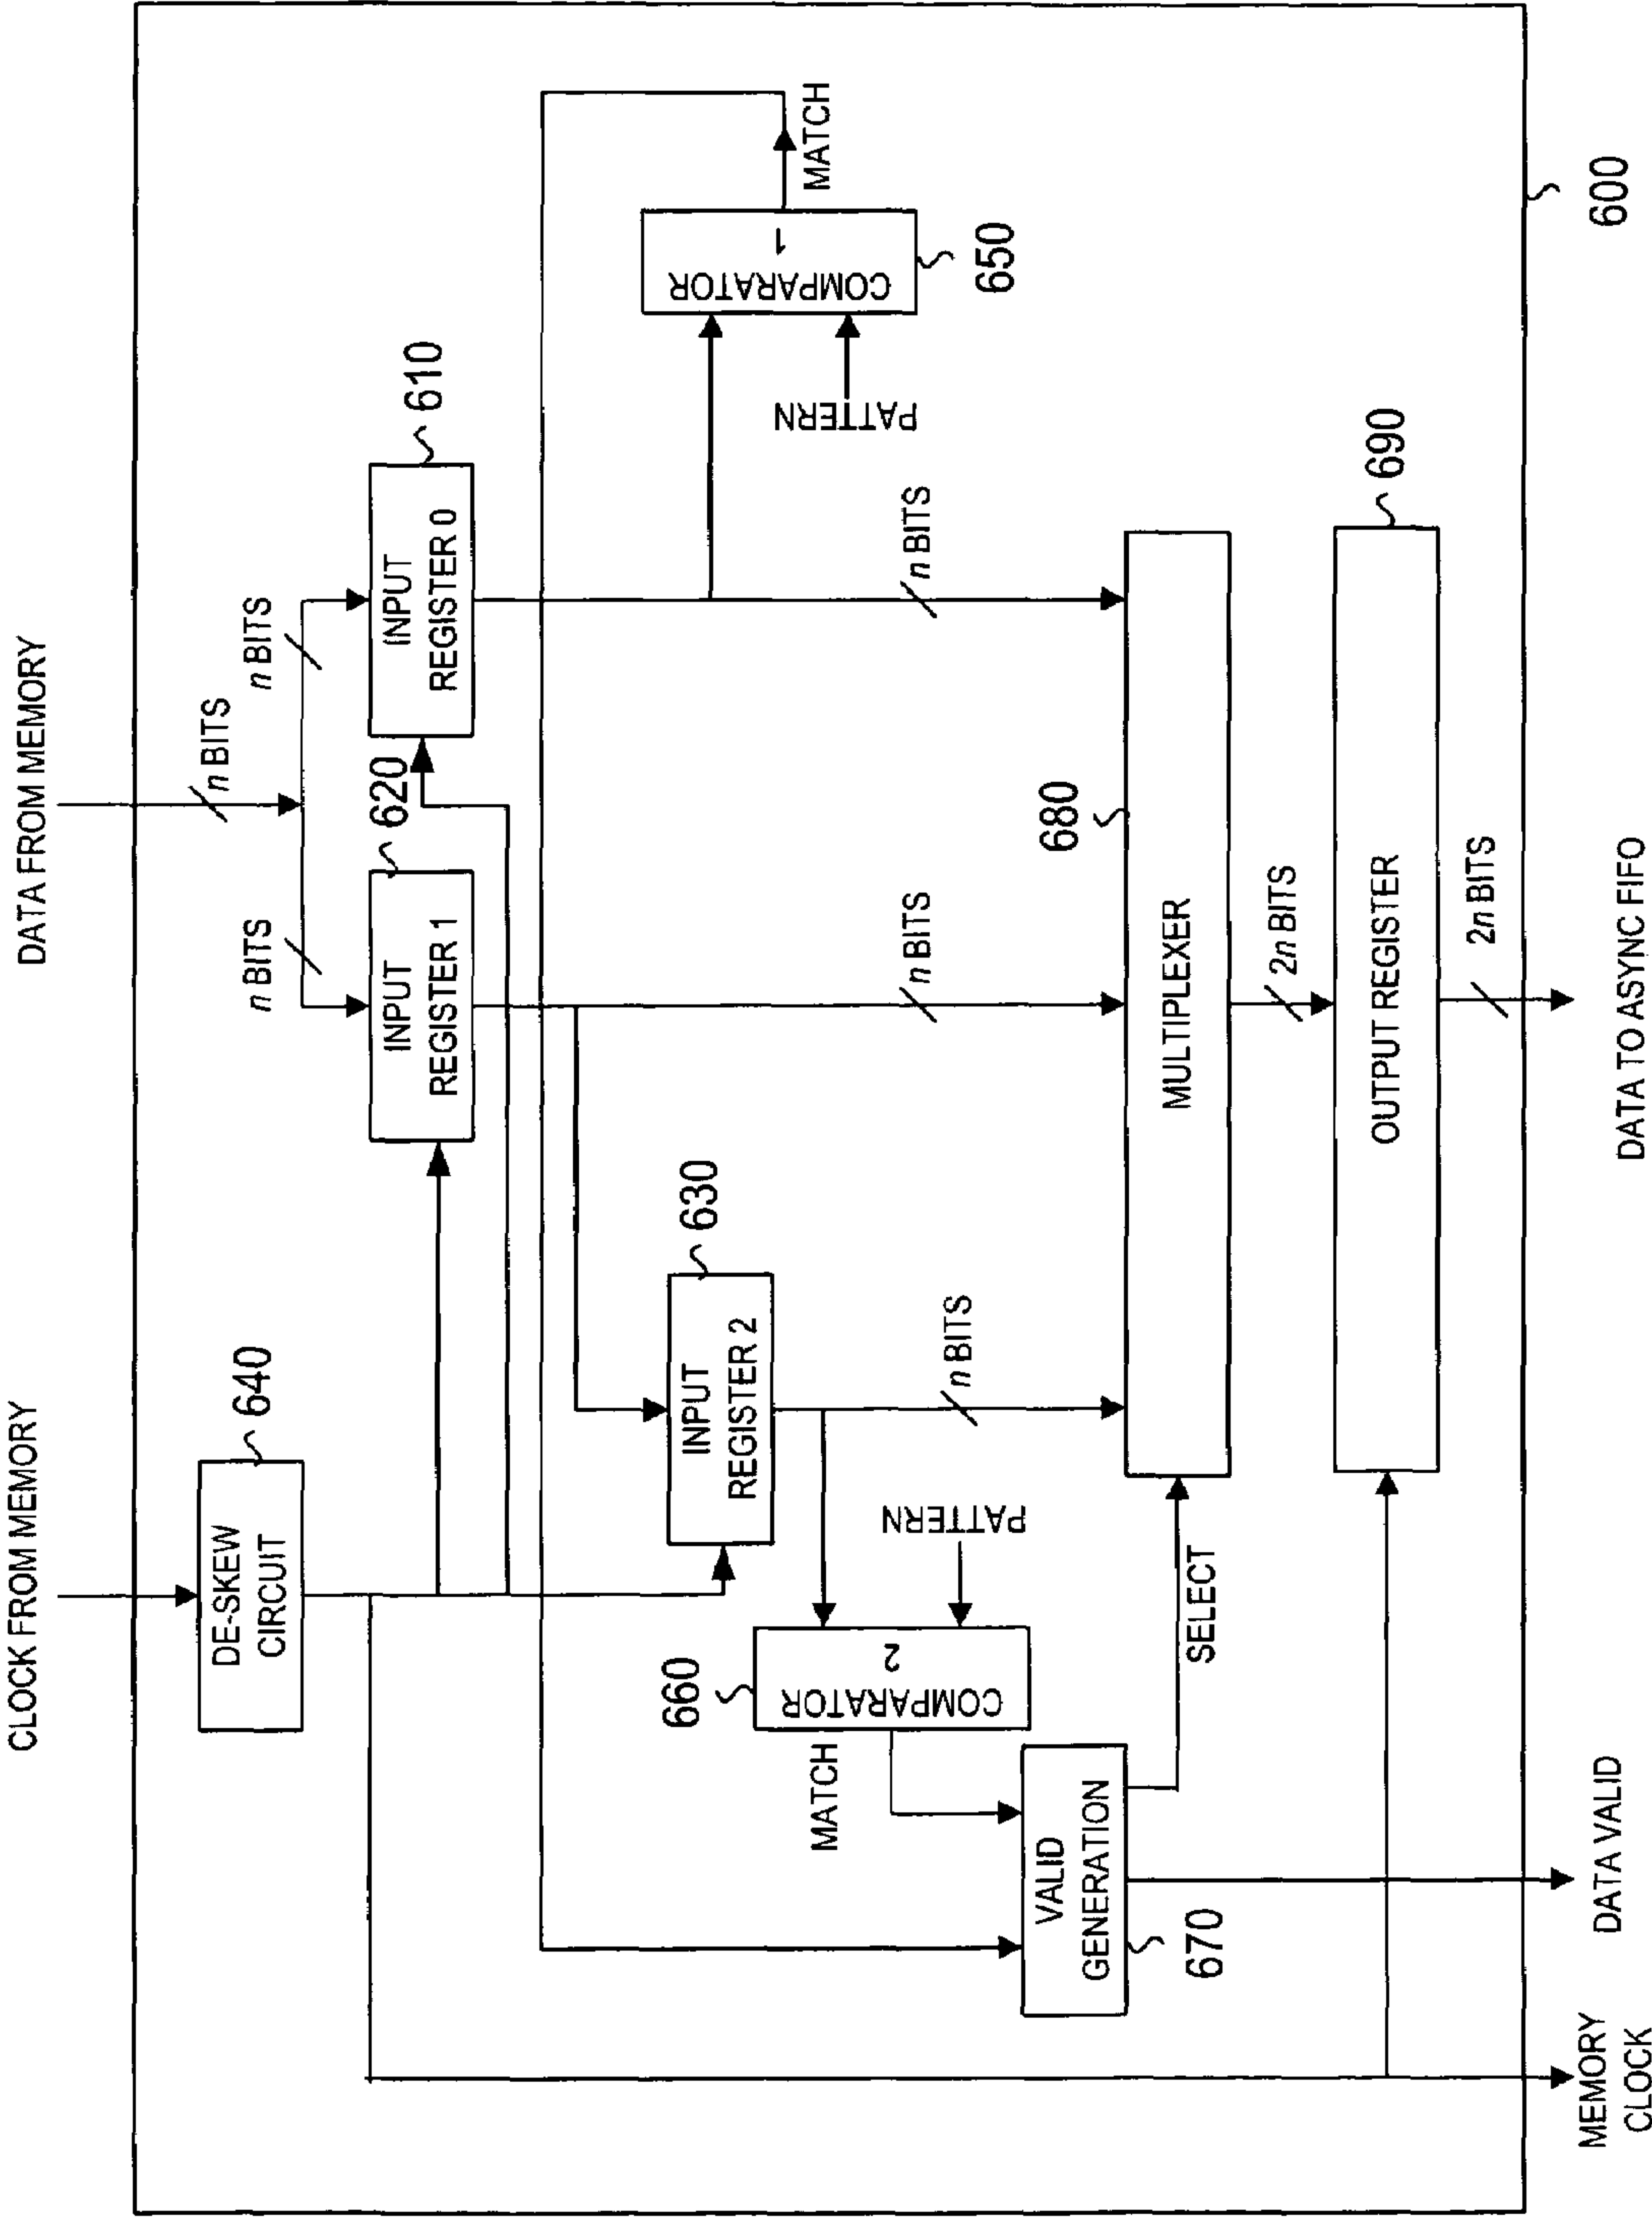 CLOCK FROM MEMORY
DATA FROM MEMORY
n BITS
n BITS
n BITS
DE-SKEW
CIRCUIT
640
INPUT
REGISTER 1
620
INPUT
REGISTER 0
610
INPUT
REGISTER 2
630
COMPARATOR
1
650
MATCH
PATTERN
COMPARATOR
2
660
MATCH
PATTERN
n BITS
n BITS
n BITS
VALID
GENERATION
670
SELECT
MULTIPLEXER
680
2n BITS
OUTPUT REGISTER
690
2n BITS
600
MEMORY
CLOCK
DATA VALID
DATA TO ASYNC FIFO